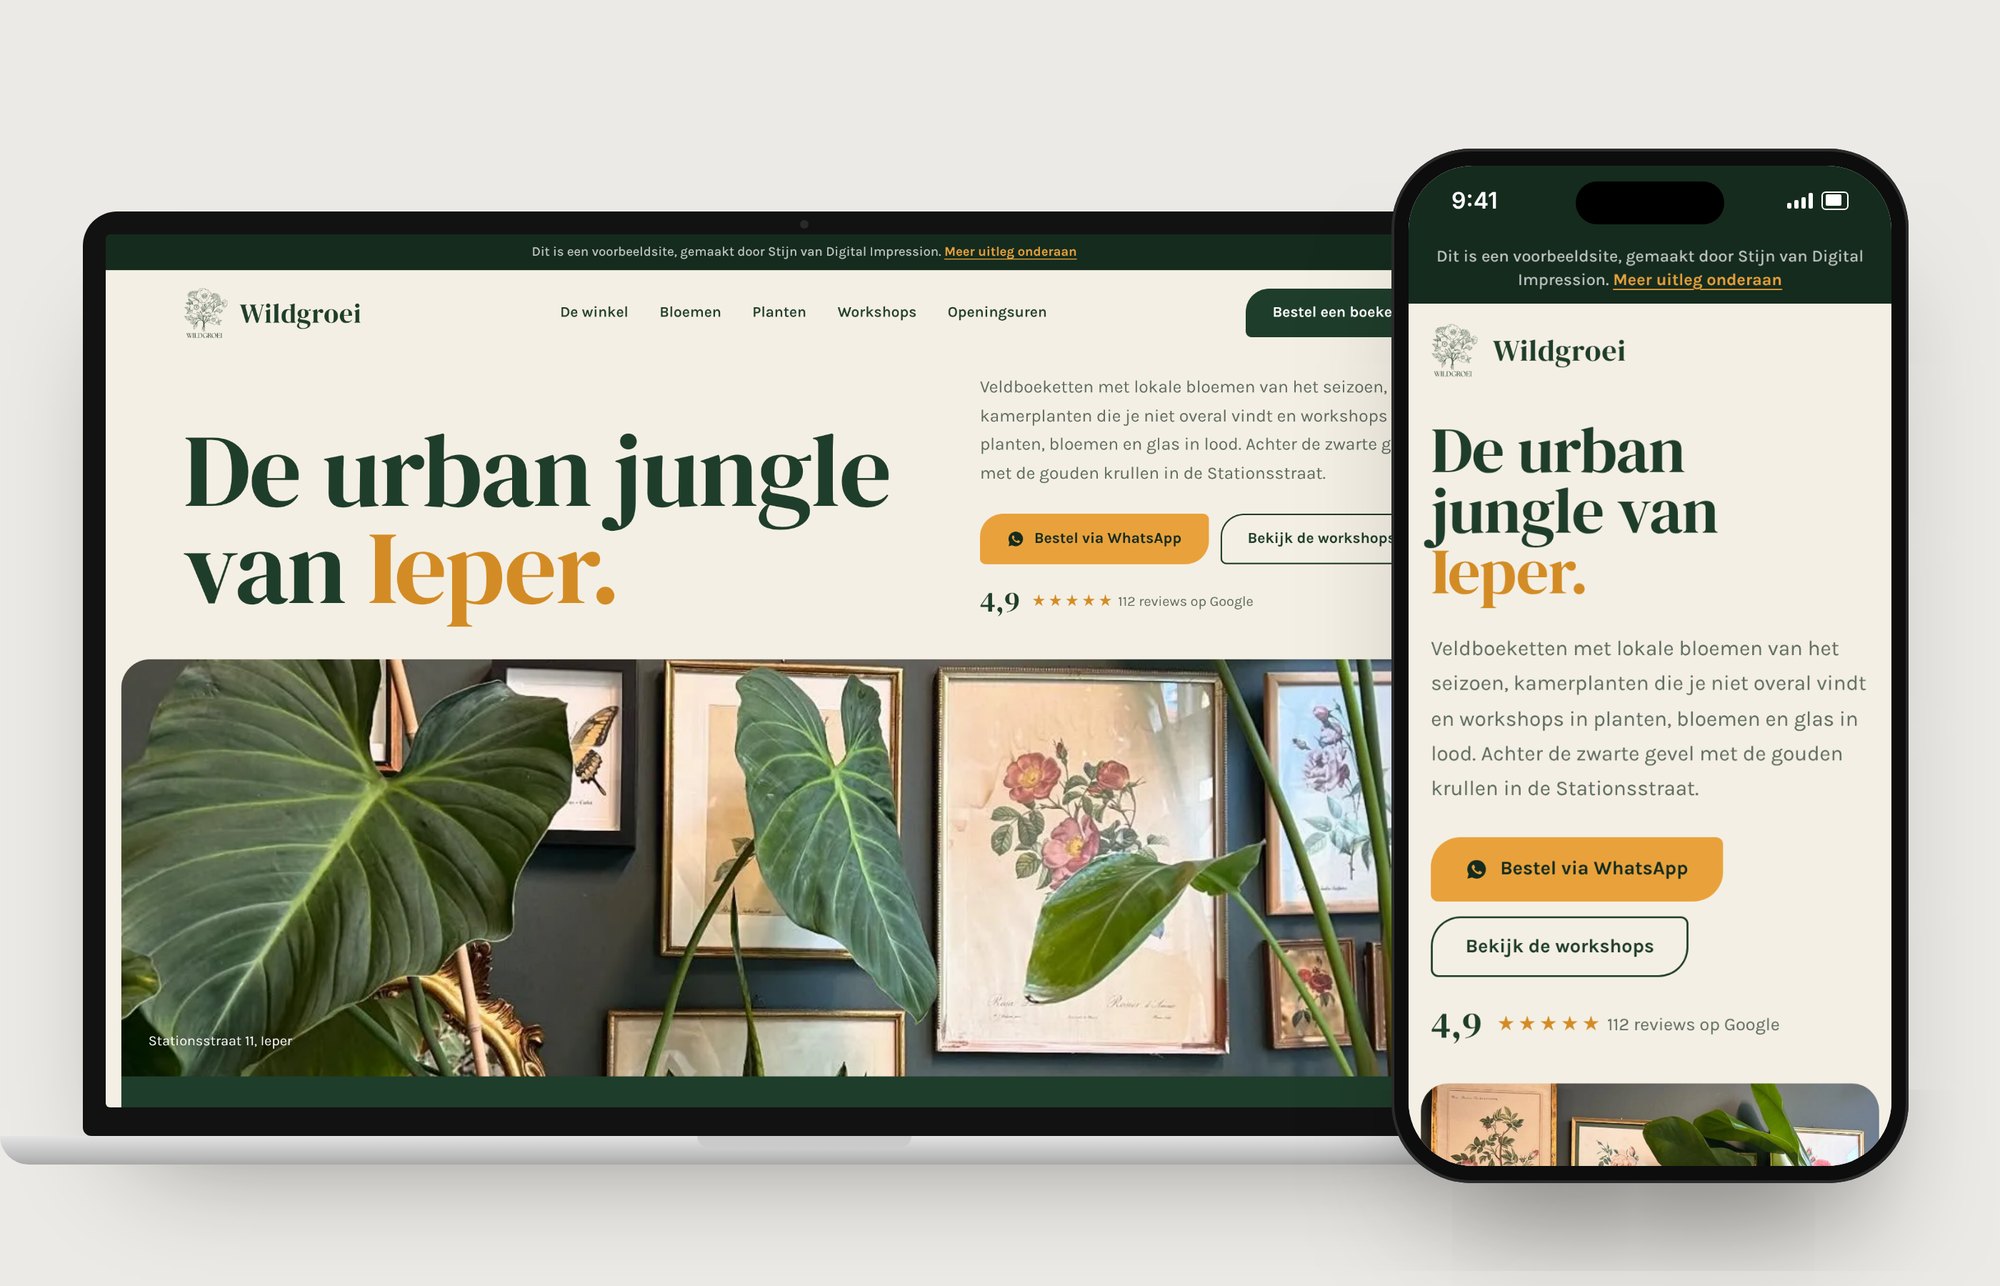 Dit is een voorbeeldsite, gemaakt door Stijn van Digital Impression. Meer uitleg onderaan
WILDGROEI
Wildgroei
De winkel
Bloemen
Planten
Workshops
Openingsuren
Bestel een boeke
De urban jungle
van Ieper.
Veldboeketten met lokale bloemen van het seizoen,
kamerplanten die je niet overal vindt en workshops
planten, bloemen en glas in lood. Achter de zwarte g
met de gouden krullen in de Stationsstraat.
Bestel via WhatsApp
Bekijk de workshops
4,9 ★★★★★ 112 reviews op Google
Stationsstraat 11, Ieper
9:41
Dit is een voorbeeldsite, gemaakt door Stijn van Digital
Impression. Meer uitleg onderaan
WILDGROEI
Wildgroei
De urban
jungle van
Ieper.
Veldboeketten met lokale bloemen van het
seizoen, kamerplanten die je niet overal vindt
en workshops in planten, bloemen en glas in
lood. Achter de zwarte gevel met de gouden
krullen in de Stationsstraat.
Bestel via WhatsApp
Bekijk de workshops
4,9 ★★★★★ 112 reviews op Google